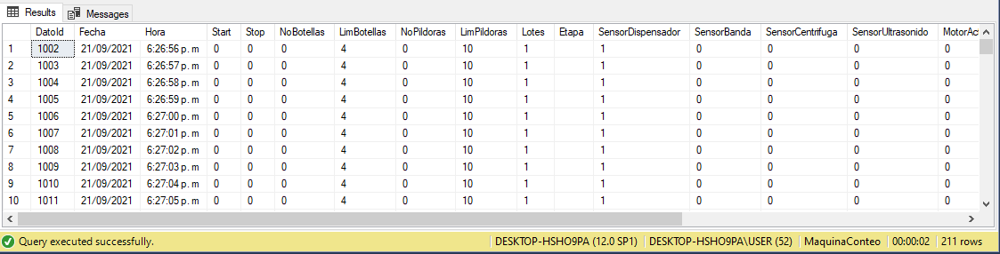 Results Messages
DatoId Fecha Hora Start Stop NoBotellas LimBotellas NoPildoras LimPildoras Lotes Etapa SensorDispensador SensorBanda SensorCentrifuga SensorUltrasonido MotorAct
1 1002 21/09/2021 6:26:56 p. m 0 0 0 4 0 10 1 1 0 0 0 0
2 1003 21/09/2021 6:26:57 p. m 0 0 0 4 0 10 1 1 0 0 0 0
3 1004 21/09/2021 6:26:58 p. m 0 0 0 4 0 10 1 1 0 0 0 0
4 1005 21/09/2021 6:26:59 p. m 0 0 0 4 0 10 1 1 0 0 0 0
5 1006 21/09/2021 6:27:00 p. m 0 0 0 4 0 10 1 1 0 0 0 0
6 1007 21/09/2021 6:27:01 p. m 0 0 0 4 0 10 1 1 0 0 0 0
7 1008 21/09/2021 6:27:02 p. m 0 0 0 4 0 10 1 1 0 0 0 0
8 1009 21/09/2021 6:27:03 p. m 0 0 0 4 0 10 1 1 0 0 0 0
9 1010 21/09/2021 6:27:04 p. m 0 0 0 4 0 10 1 1 0 0 0 0
10 1011 21/09/2021 6:27:05 p. m 0 0 0 4 0 10 1 1 0 0 0 0
Query executed successfully. DESKTOP-HSHO9PA (12.0 SP1) DESKTOP-HSHO9PA\USER (52) MaquinaConteo 00:00:02 211 rows